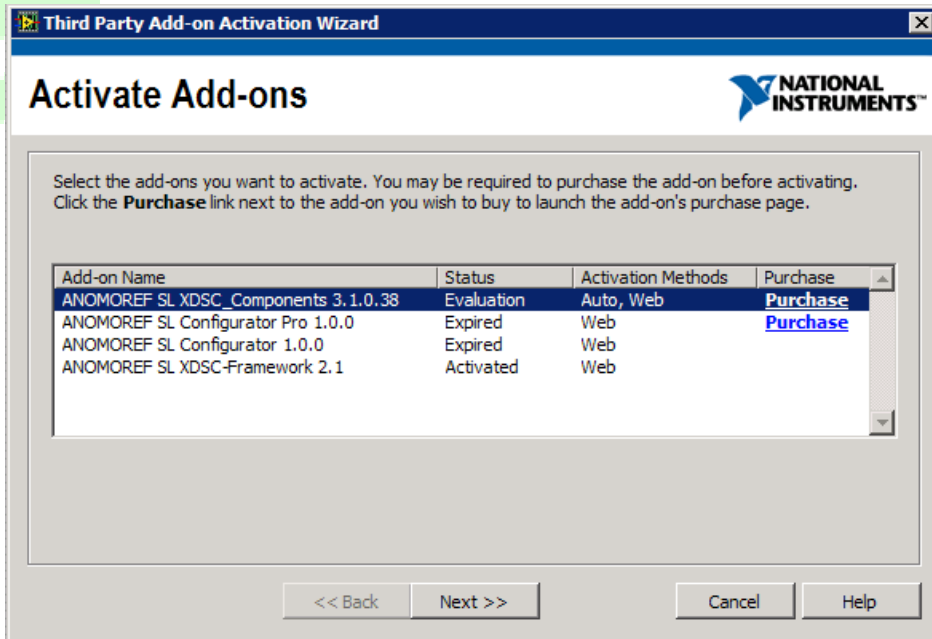 Third Party Add-on Activation Wizard
Activate Add-ons
NATIONAL
INSTRUMENTS™
Select the add-ons you want to activate. You may be required to purchase the add-on before activating.
Click the Purchase link next to the add-on you wish to buy to launch the add-on's purchase page.
Add-on Name Status Activation Methods Purchase
ANOMOREF SL XDSC_Components 3.1.0.38 Evaluation Auto, Web Purchase
ANOMOREF SL Configurator Pro 1.0.0 Expired Web Purchase
ANOMOREF SL Configurator 1.0.0 Expired Web
ANOMOREF SL XDSC-Framework 2.1 Activated Web
<< Back Next >> Cancel Help